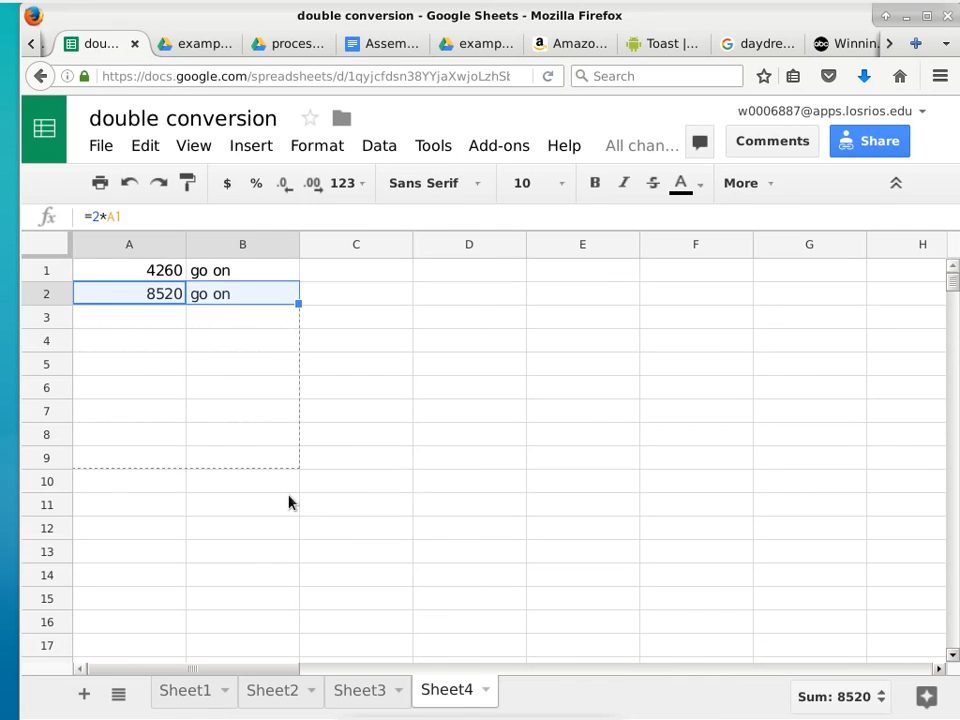 double conversion - Google Sheets - Mozilla Firefox
dou...
examp...
proces...
Assem...
examp...
Amazo...
Toast |...
daydre...
Winnin
https://docs.google.com/spreadsheets/d/1qyjcfdsn38YYjaXwjoLzhSt
Search
double conversion
w0006887@apps.losrios.edu
File Edit View Insert Format Data Tools Add-ons Help All chan...
Comments
Share
$ % .0 .00 123 Sans Serif 10 B I S A More
fx =2*A1
A B C D E F G H
1 4260 go on
2 8520 go on
3
4
5
6
7
8
9
10
11
12
13
14
15
16
17
+ Sheet1 Sheet2 Sheet3 Sheet4
Sum: 8520